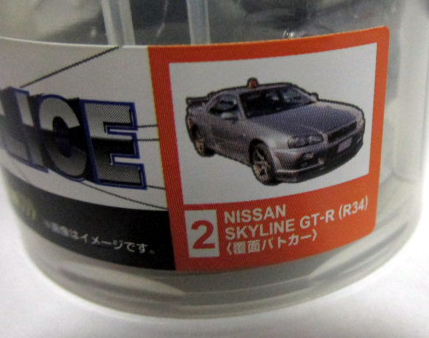 LICE
※画像はイメージです。
2
NISSAN
SKYLINE GT-R (R34)
〈覆面パトカー〉